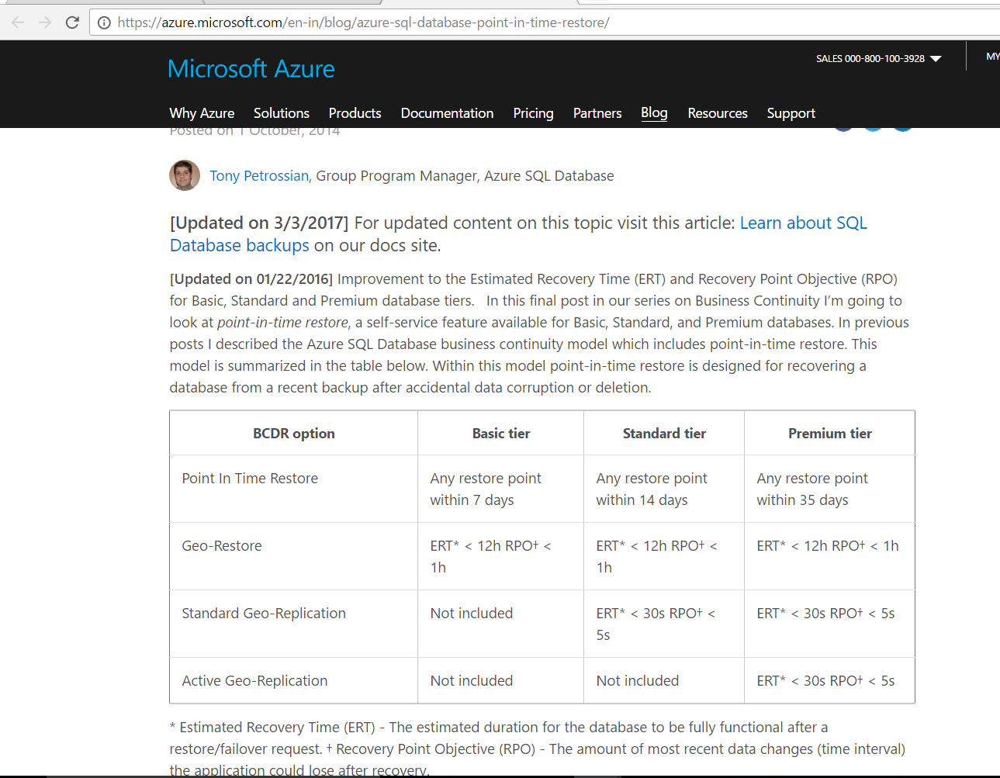 https://azure.microsoft.com/en-in/blog/azure-sql-database-point-in-time-restore/
Microsoft Azure
SALES 000-800-100-3928
MY
Why Azure Solutions Products Documentation Pricing Partners Blog Resources Support
Posted on 1 October, 2014
Tony Petrossian, Group Program Manager, Azure SQL Database
[Updated on 3/3/2017] For updated content on this topic visit this article: Learn about SQL
Database backups on our docs site.
[Updated on 01/22/2016] Improvement to the Estimated Recovery Time (ERT) and Recovery Point Objective (RPO)
for Basic, Standard and Premium database tiers. In this final post in our series on Business Continuity I’m going to
look at point-in-time restore, a self-service feature available for Basic, Standard, and Premium databases. In previous
posts I described the Azure SQL Database business continuity model which includes point-in-time restore. This
model is summarized in the table below. Within this model point-in-time restore is designed for recovering a
database from a recent backup after accidental data corruption or deletion.
BCDR option Basic tier Standard tier Premium tier
Point In Time Restore Any restore point Any restore point Any restore point
within 7 days within 14 days within 35 days
Geo-Restore ERT* < 12h RPO† < ERT* < 12h RPO† < ERT* < 12h RPO† < 1h
1h 1h
Standard Geo-Replication Not included ERT* < 30s RPO† < ERT* < 30s RPO† < 5s
5s
Active Geo-Replication Not included Not included ERT* < 30s RPO† < 5s
* Estimated Recovery Time (ERT) - The estimated duration for the database to be fully functional after a
restore/failover request. † Recovery Point Objective (RPO) - The amount of most recent data changes (time interval)
the application could lose after recovery.